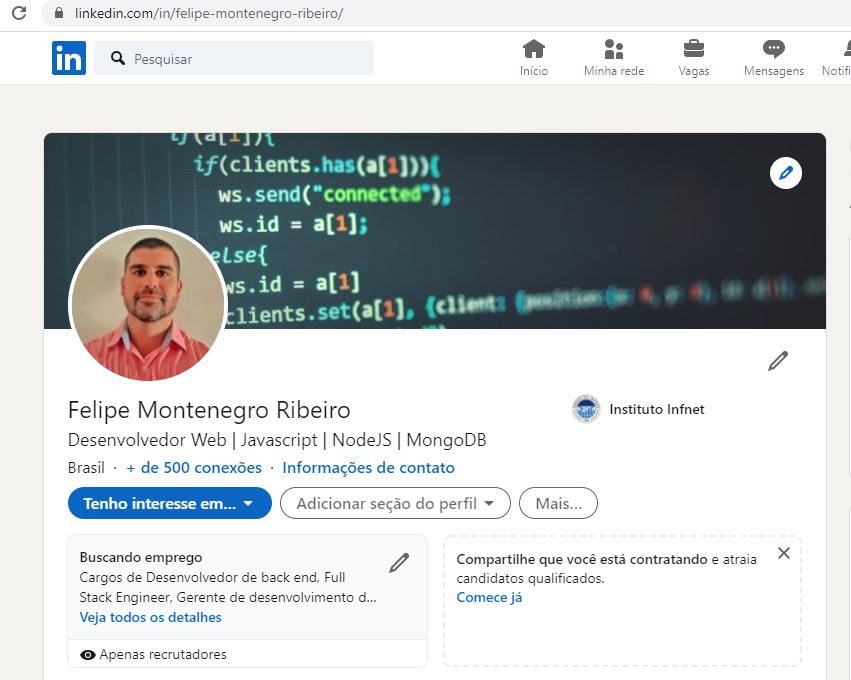 linkedin.com/in/felipe-montenegro-ribeiro/
in
Pesquisar
Início
Minha rede
Vagas
Mensagens
if(a[1]){
if(clients.has(a[1])){
ws.send("connected");
ws.id = a[1];
else{
ws.id = a[1]
clients.set(a[1], {client: {position
Felipe Montenegro Ribeiro
Instituto Infnet
Desenvolvedor Web | Javascript | NodeJS | MongoDB
Brasil · + de 500 conexões · Informações de contato
Tenho interesse em...
Adicionar seção do perfil
Mais...
Buscando emprego
Cargos de Desenvolvedor de back end, Full
Stack Engineer, Gerente de desenvolvimento d...
Veja todos os detalhes
Apenas recrutadores
Compartilhe que você está contratando e atraia
candidatos qualificados.
Comece já